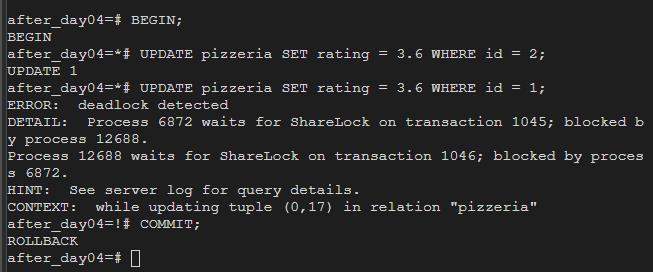 after_day04=# BEGIN;
BEGIN
after_day04=*# UPDATE pizzeria SET rating = 3.6 WHERE id = 2;
UPDATE 1
after_day04=*# UPDATE pizzeria SET rating = 3.6 WHERE id = 1;
ERROR:  deadlock detected
DETAIL:  Process 6872 waits for ShareLock on transaction 1045; blocked b
y process 12688.
Process 12688 waits for ShareLock on transaction 1046; blocked by proces
s 6872.
HINT:  See server log for query details.
CONTEXT:  while updating tuple (0,17) in relation "pizzeria"
after_day04=!# COMMIT;
ROLLBACK
after_day04=#